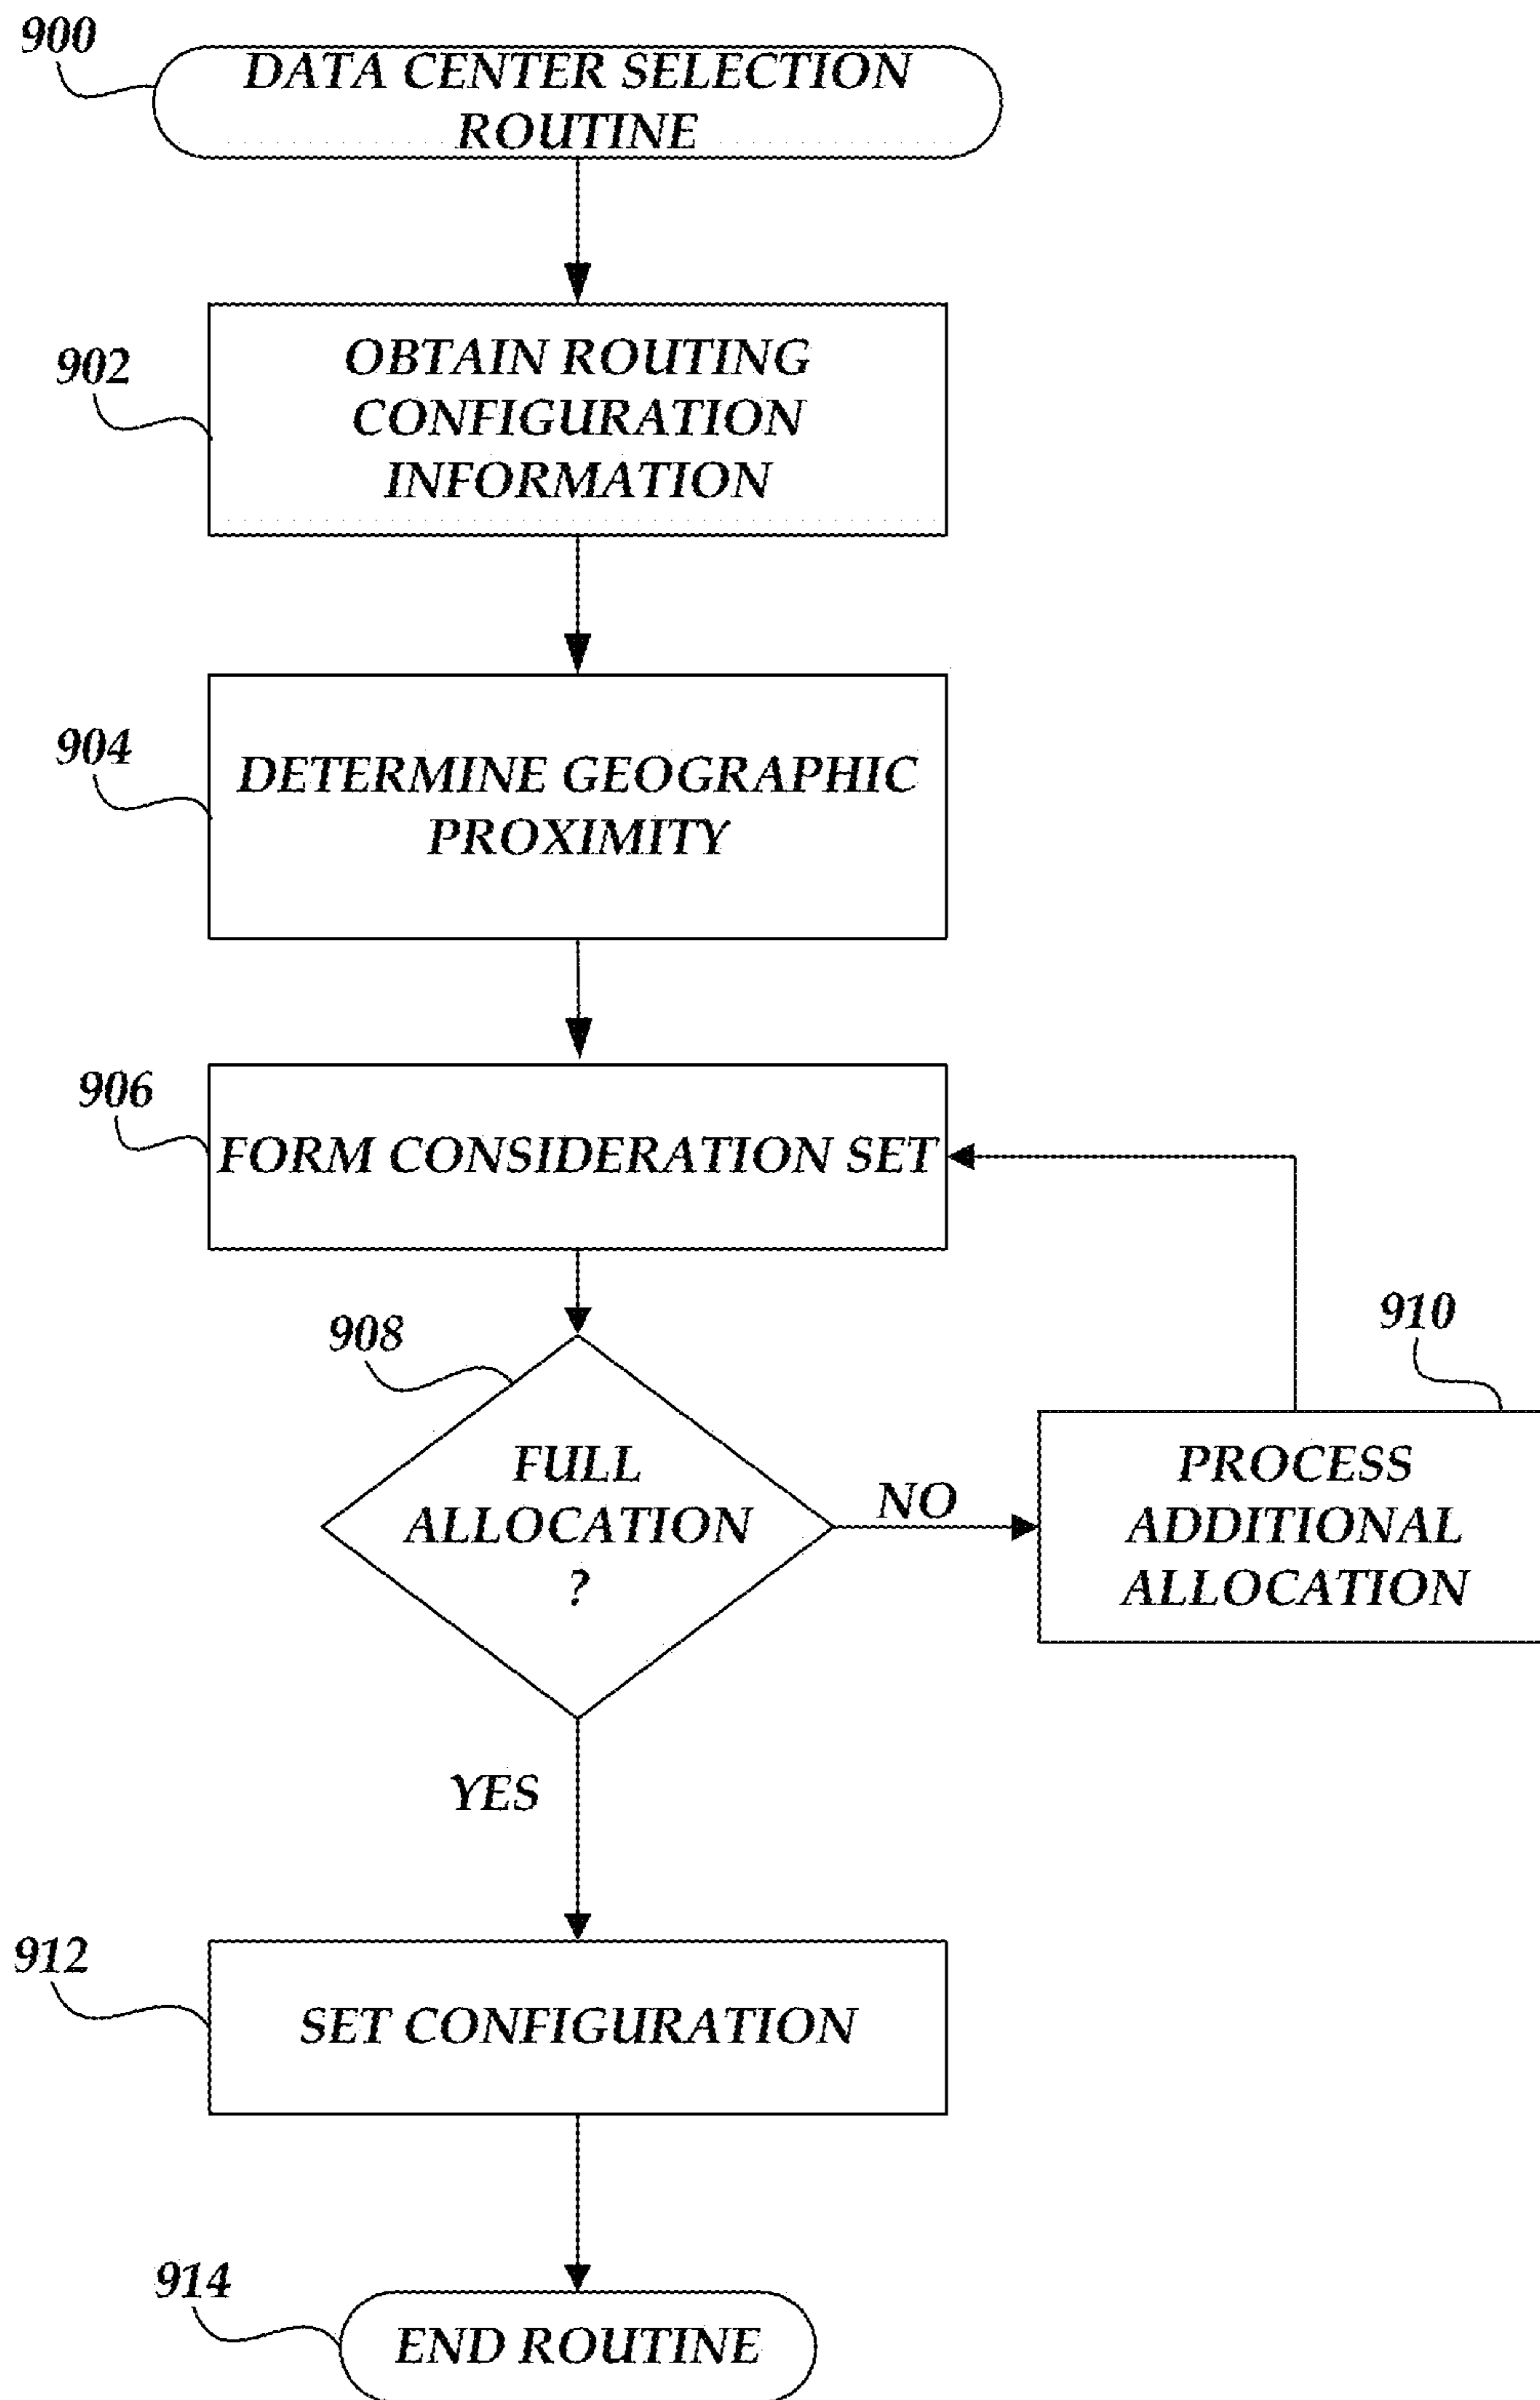 900
DATA CENTER SELECTION
ROUTINE
902
OBTAIN ROUTING
CONFIGURATION
INFORMATION
904
DETERMINE GEOGRAPHIC
PROXIMITY
906
FORM CONSIDERATION SET
908
FULL
ALLOCATION
?
NO
910
PROCESS
ADDITIONAL
ALLOCATION
YES
912
SET CONFIGURATION
914
END ROUTINE